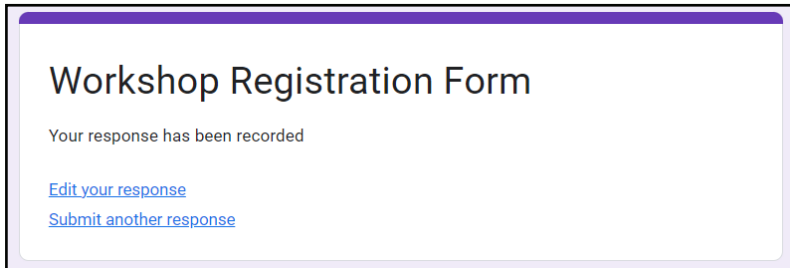 Workshop Registration Form
Your response has been recorded
Edit your response
Submit another response